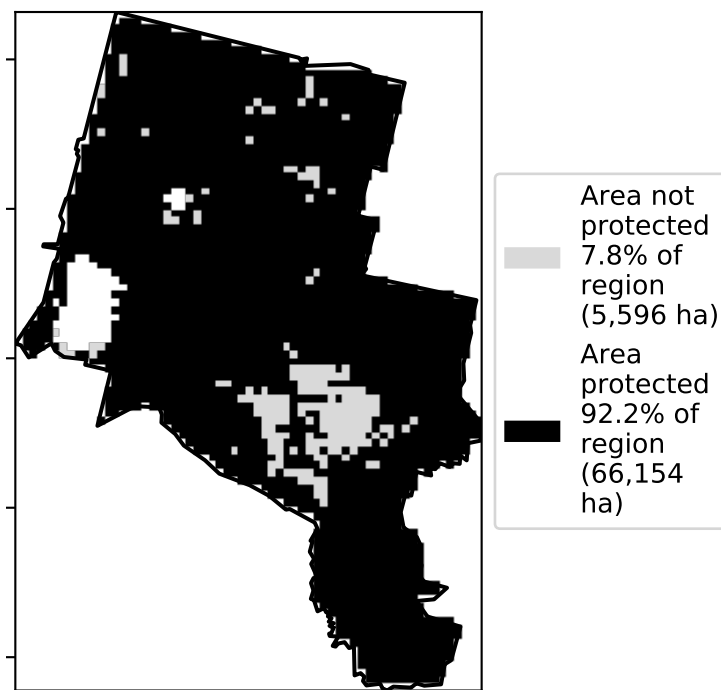 Area not
protected
7.8% of
region
(5,596 ha)
Area
protected
92.2% of
region
(66,154
ha)